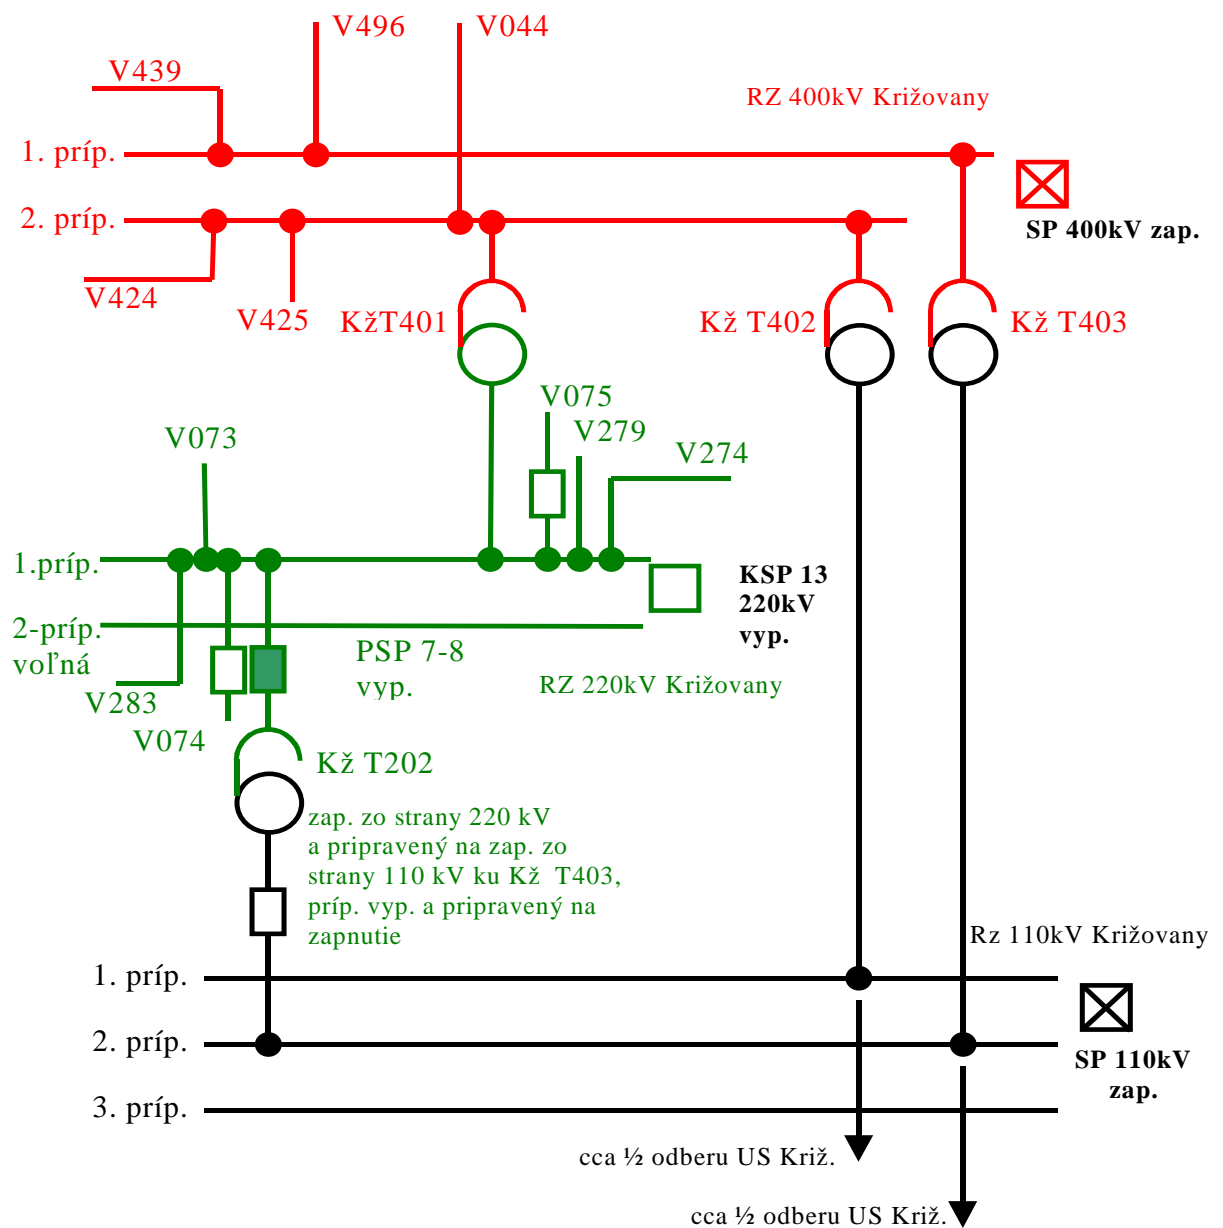 V496
V044
V439
RZ 400kV Križovany
1. príp.
2. príp.
SP 400kV zap.
V424
V425
KžT401
Kž T402
Kž T403
V075
V073
V279
V274
1.príp.
KSP 13
220kV
vyp.
2-príp.
voľná
PSP 7-8
vyp.
RZ 220kV Križovany
V283
V074
Kž T202
zap. zo strany 220 kV
a pripravený na zap. zo
strany 110 kV ku Kž T403,
príp. vyp. a pripravený na
zapnutie
Rz 110kV Križovany
1. príp.
2. príp.
SP 110kV
zap.
3. príp.
cca ½ odberu US Križ.
cca ½ odberu US Križ.